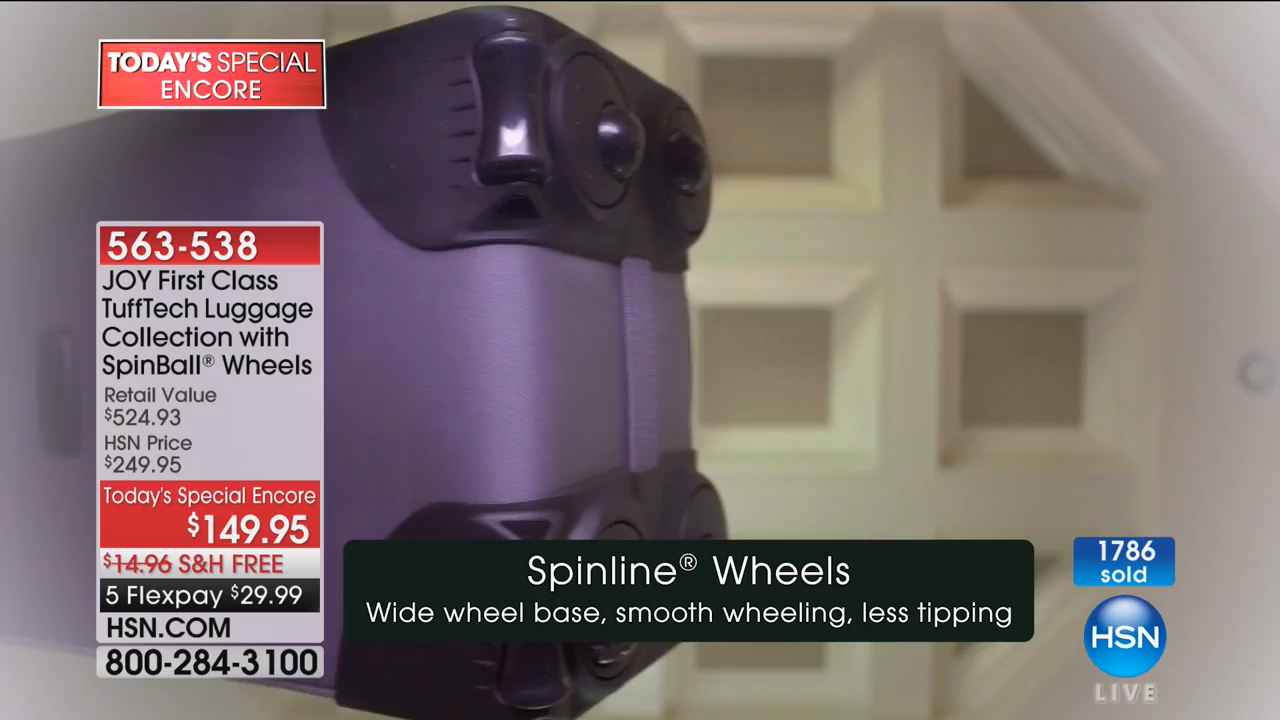 TODAY'S SPECIAL
ENCORE
563-538
JOY First Class
TuffTech Luggage
Collection with
SpinBall® Wheels
Retail Value
$524.93
HSN Price
$249.95
Today's Special Encore
$149.95
$14.96 S&H FREE
5 Flexpay $29.99
HSN.COM
800-284-3100
Spinline® Wheels
Wide wheel base, smooth wheeling, less tipping
1786
sold
HSN
LIVE